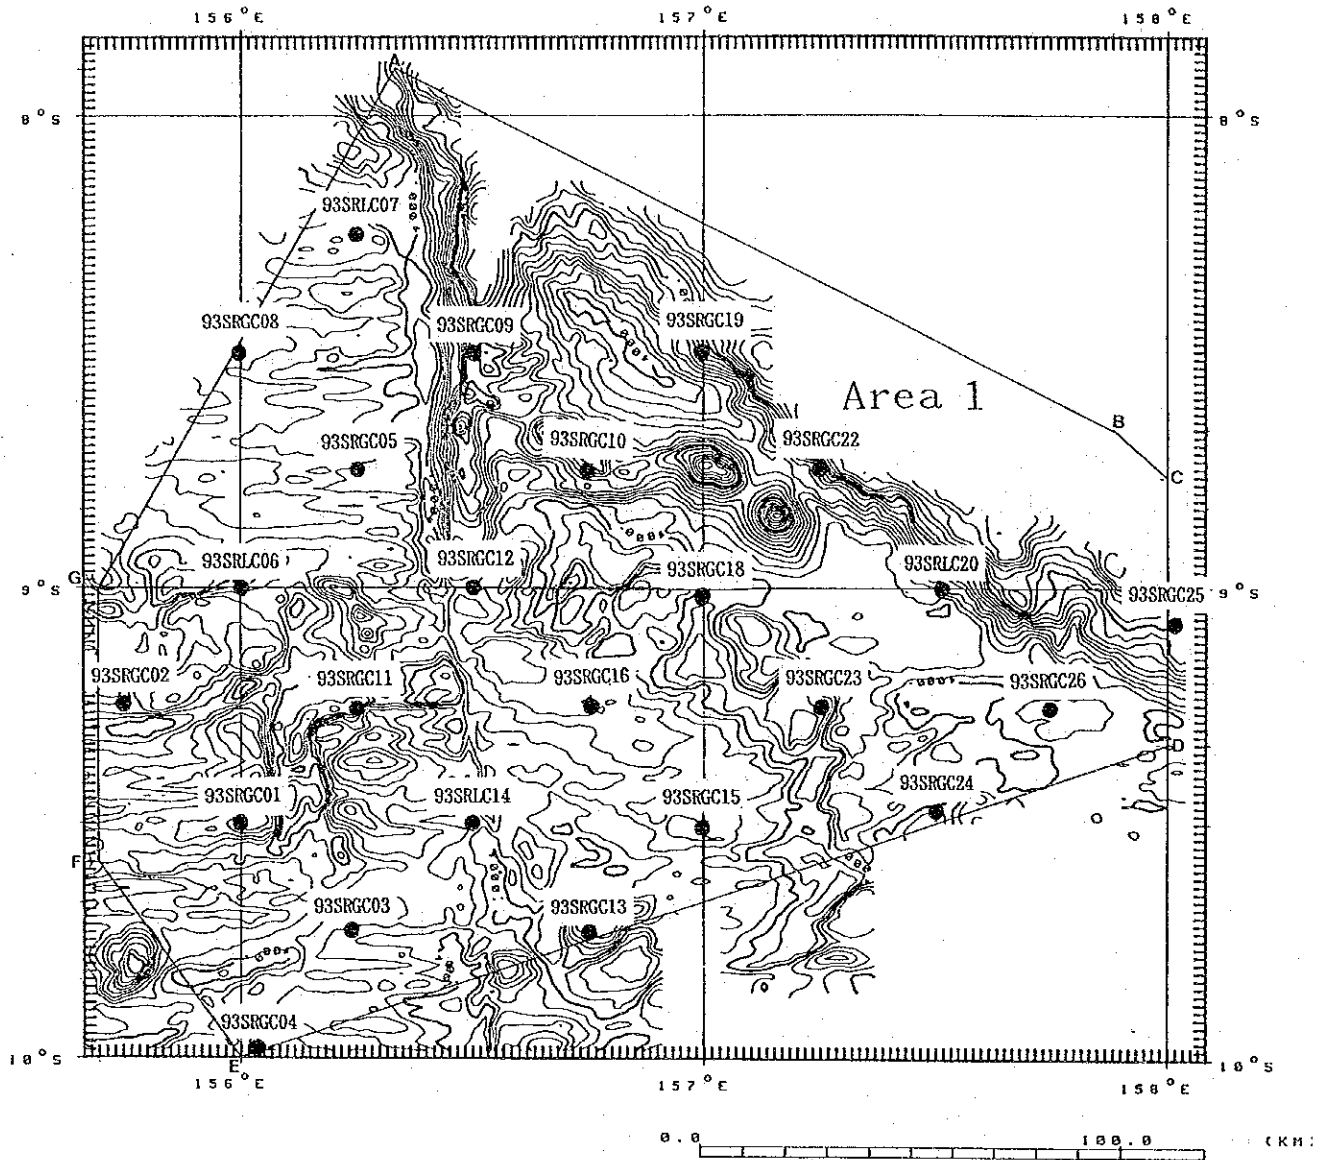 156°E 157°E 158°E
A
8°S 8°S
93SRLC07
93SRGC08 93SRGC09 93SRGC19
Area 1
B
93SRGC05 93SRGC10 93SRGC22
C
93SRLC06 93SRGC12 93SRGC18 93SRLC20
G
9°S 9°S
93SRGC25
93SRGC02 93SRGC11 93SRGC16 93SRGC23 93SRGC26
D
93SRGC01 93SRLC14 93SRGC15 93SRGC24
F
93SRGC03 93SRGC13
93SRGC04
10°S 10°S
E
156°E 157°E 158°E
0.0 100.0 (KM)